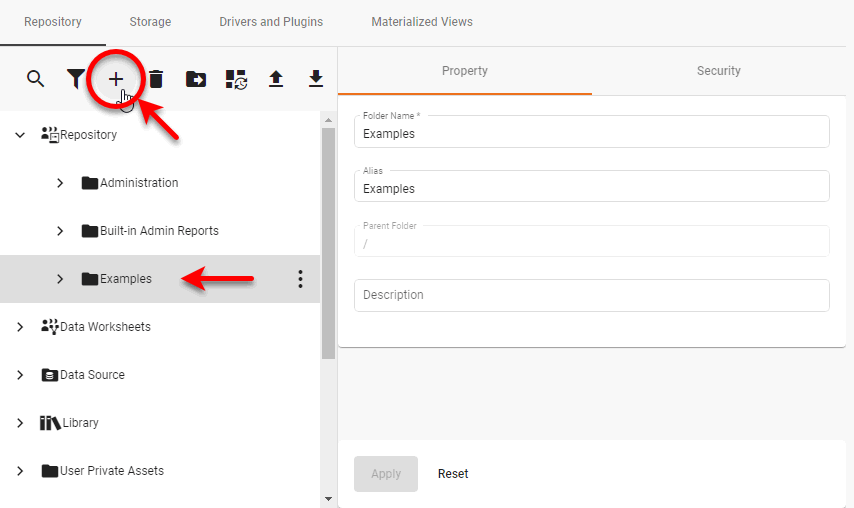 Repository Storage Drivers and Plugins Materialized Views
Property Security
Repository
Administration
Built-in Admin Reports
Examples
Data Worksheets
Data Source
Library
User Private Assets
Folder Name *
Examples
Alias
Examples
Parent Folder
/
Description
Apply Reset